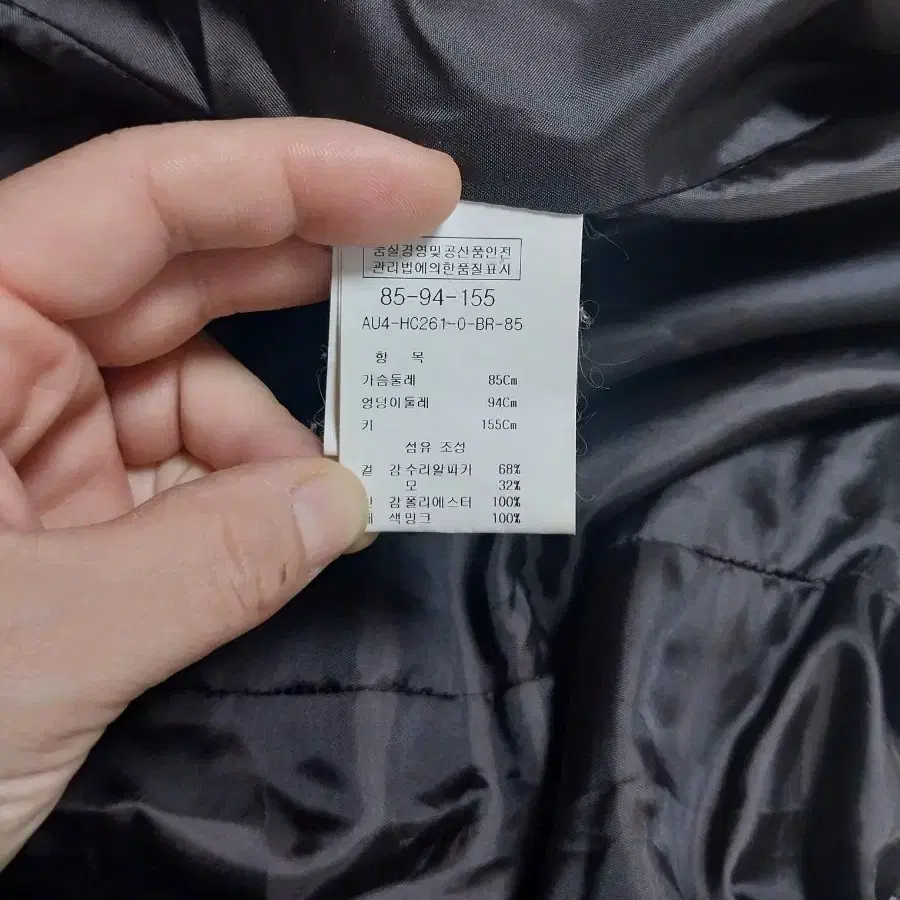 품질경영및공산품안전
관리법에의한품질표시
85-94-155
AU4-HC261-0-BR-85
항 목
가슴둘레 85Cm
엉덩이둘레 94Cm
키 155Cm
섬유 조성
겉 감 수리알파카 68%
모 32%
감 폴리에스터 100%
색밍크 100%